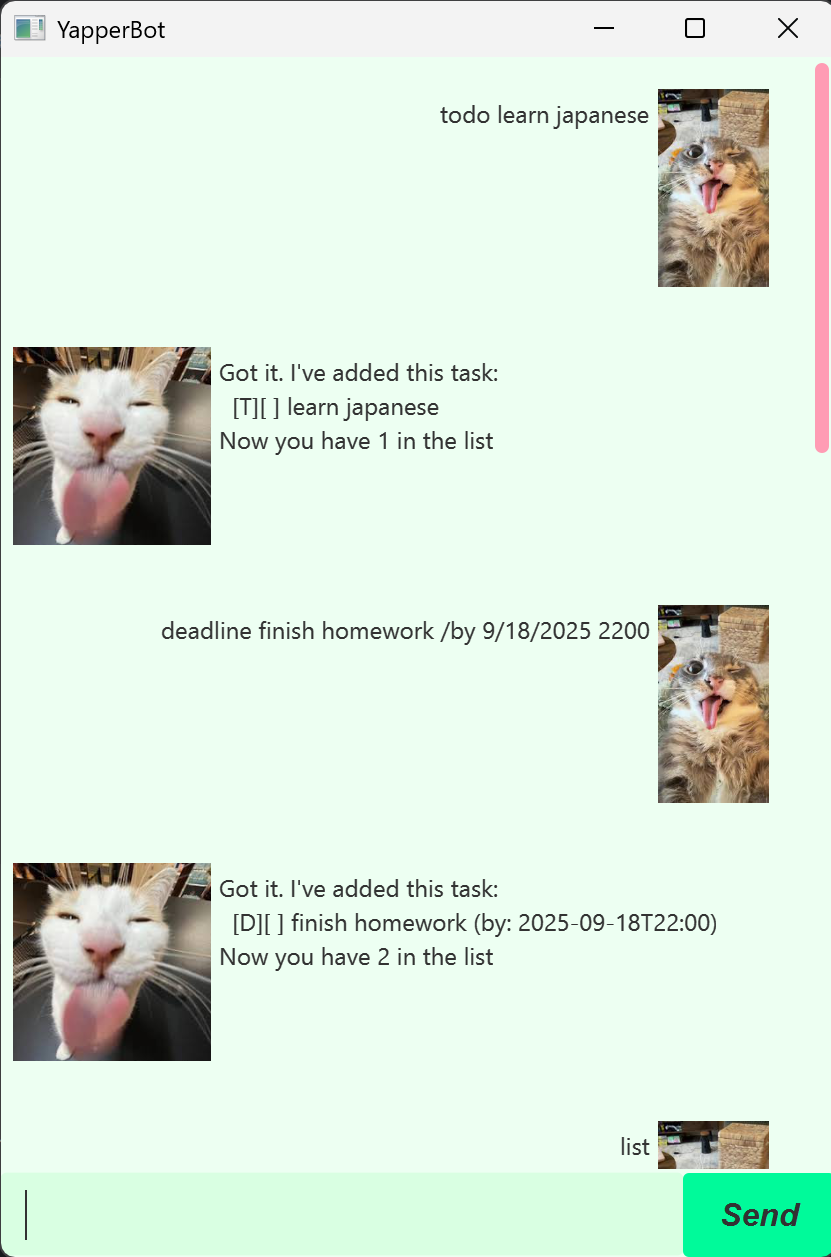 YapperBot
todo learn japanese
Got it. I've added this task:
[T][ ] learn japanese
Now you have 1 in the list
deadline finish homework /by 9/18/2025 2200
Got it. I've added this task:
[D][ ] finish homework (by: 2025-09-18T22:00)
Now you have 2 in the list
list
Send